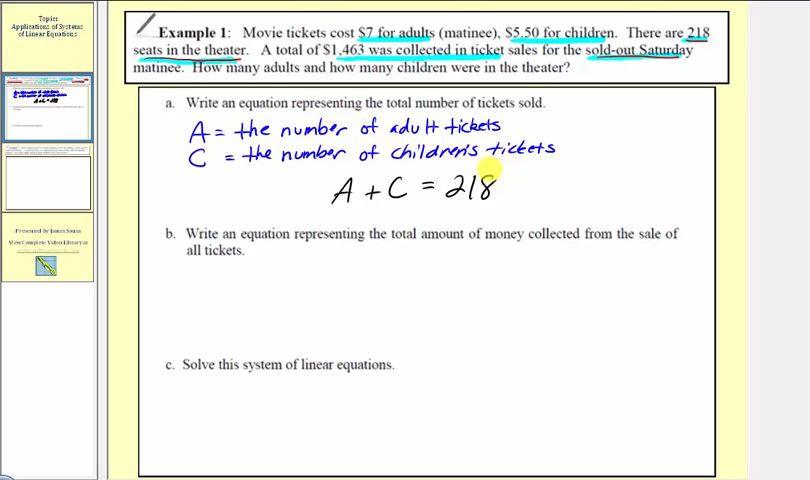 Topic:
Applications of Systems
of Linear Equations
Example 1: Movie tickets cost $7 for adults (matinee), $5.50 for children. There are 218
seats in the theater. A total of $1,463 was collected in ticket sales for the sold-out Saturday
matinee. How many adults and how many children were in the theater?
a. Write an equation representing the total number of tickets sold.
A = the number of adult tickets
C = the number of children's tickets
A + C = 218
b. Write an equation representing the total amount of money collected from the sale of
all tickets.
c. Solve this system of linear equations.
Presented by James Sousa
View Complete Video Library at